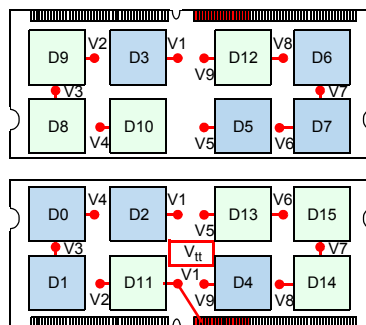 D9 V2 D3 V1 D12 V8 D6
V9
V3 V7
D8 V4 D10 V5 D5 V6 D7
D0 V4 D2 V1 D13 V6 D15
V5
V3 Vtt V7
D1 V2 D11 V1 D4 V8 D14
V9